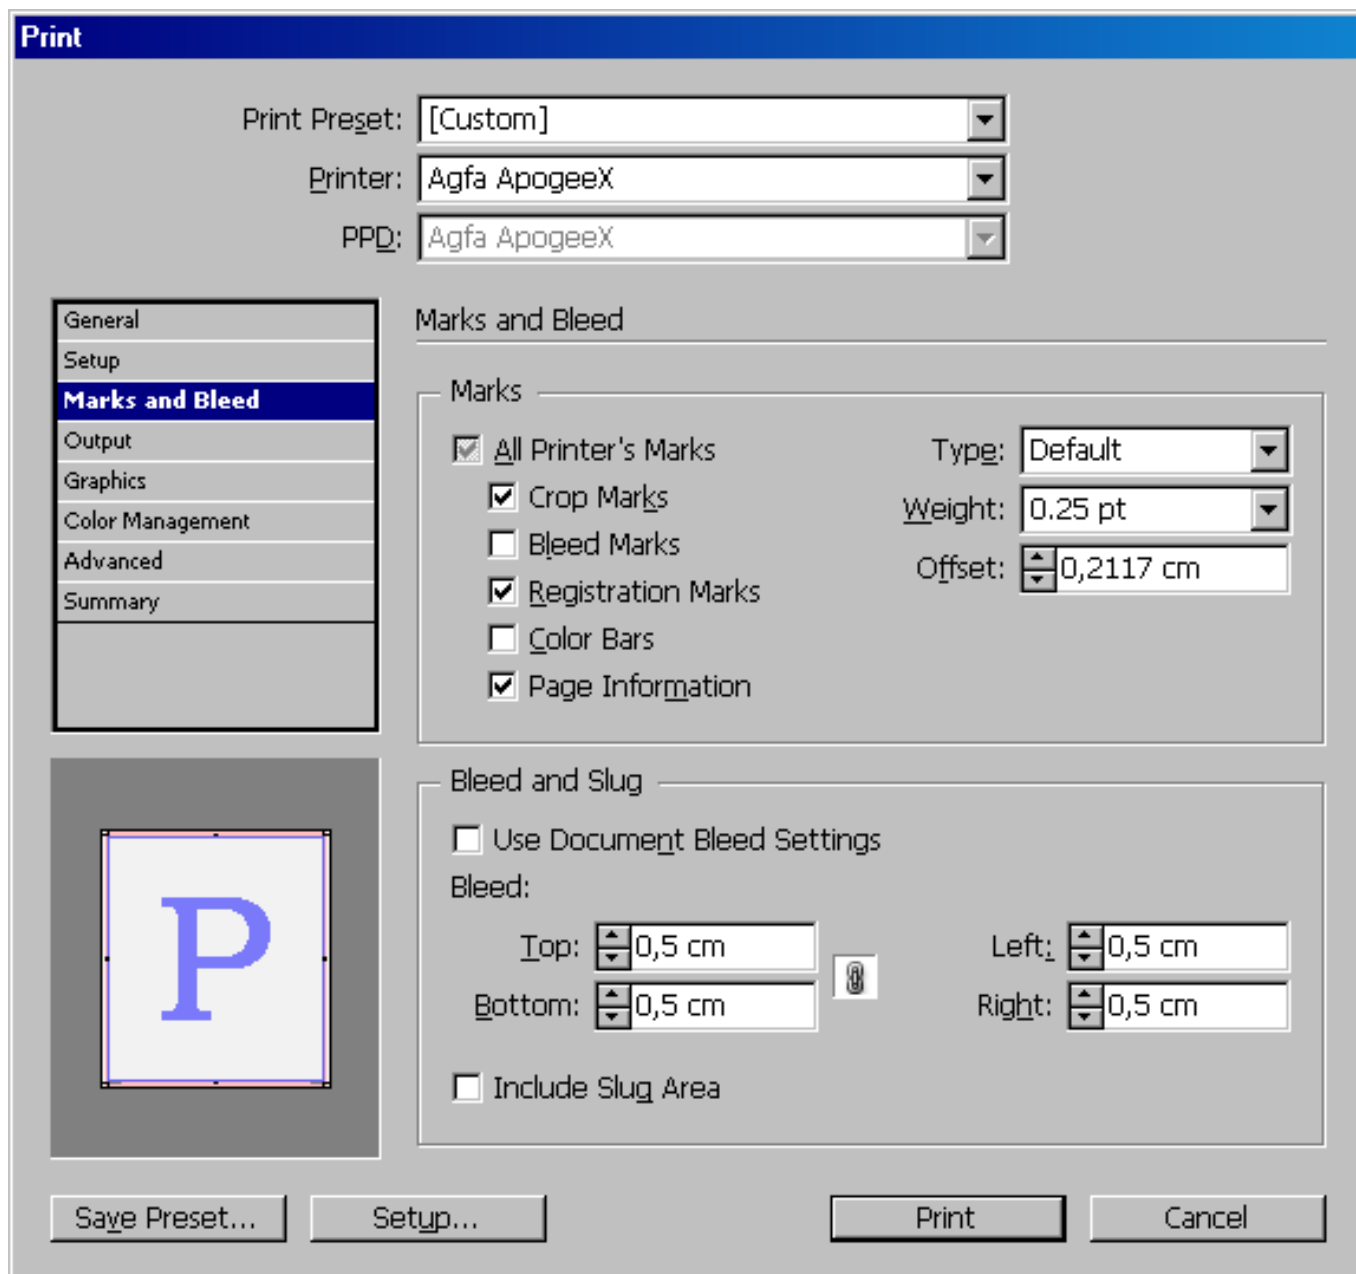 Print
Print Preset: [Custom]
Printer: Agfa ApogeeX
PPD: Agfa ApogeeX
General
Setup
Marks and Bleed
Output
Graphics
Color Management
Advanced
Summary
Marks and Bleed
Marks
All Printer's Marks
Crop Marks
Bleed Marks
Registration Marks
Color Bars
Page Information
Type: Default
Weight: 0.25 pt
Offset: 0,2117 cm
P
Bleed and Slug
Use Document Bleed Settings
Bleed:
Top: 0,5 cm
Bottom: 0,5 cm
Left: 0,5 cm
Right: 0,5 cm
Include Slug Area
Save Preset...
Setup...
Print
Cancel